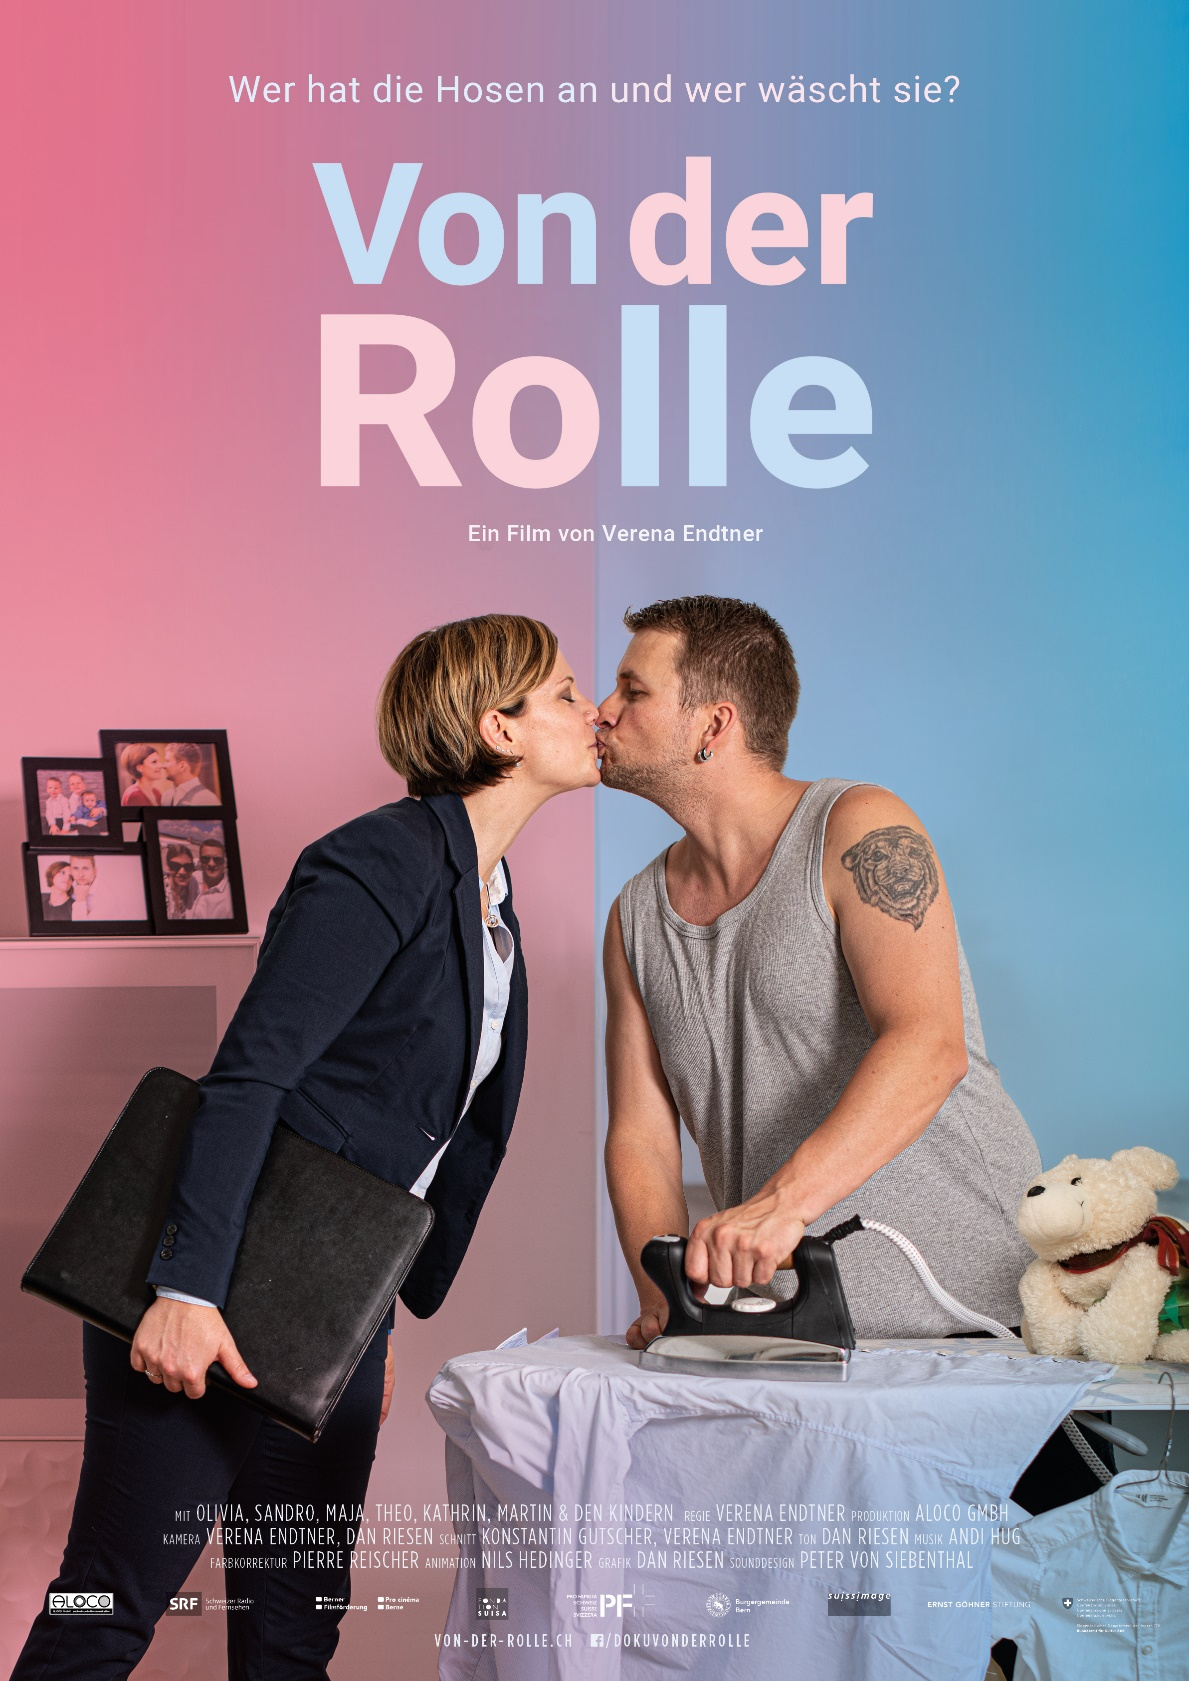 Wer hat die Hosen an und wer wäscht sie?
Von der
Rolle
Ein Film von Verena Endtner
MIT OLIVIA, SANDRO, MAJA, THEO, KATHRIN, MARTIN & DEN KINDERN REGIE VERENA ENDTNER PRODUKTION ALOCO GMBH
KAMERA VERENA ENDTNER, DAN RIESEN SCHNITT KONSTANTIN GUTSCHER, VERENA ENDTNER TON DAN RIESEN MUSIK ANDI HUG
FARBKORREKTUR PIERRE REISCHER ANIMATION NILS HEDINGER GRAFIK DAN RIESEN SOUNDDESIGN PETER VON SIEBENTHAL
ALOCO
SRF Schweizer Radio
und Fernsehen
Berner
Filmförderung
Pro cinéma
Berne
FONDA
TION
SUISA
PF
Burgergemeinde
Bern
suissimage
ERNST GÖHNER STIFTUNG
VON-DER-ROLLE.CH /DOKUVONDERROLLE